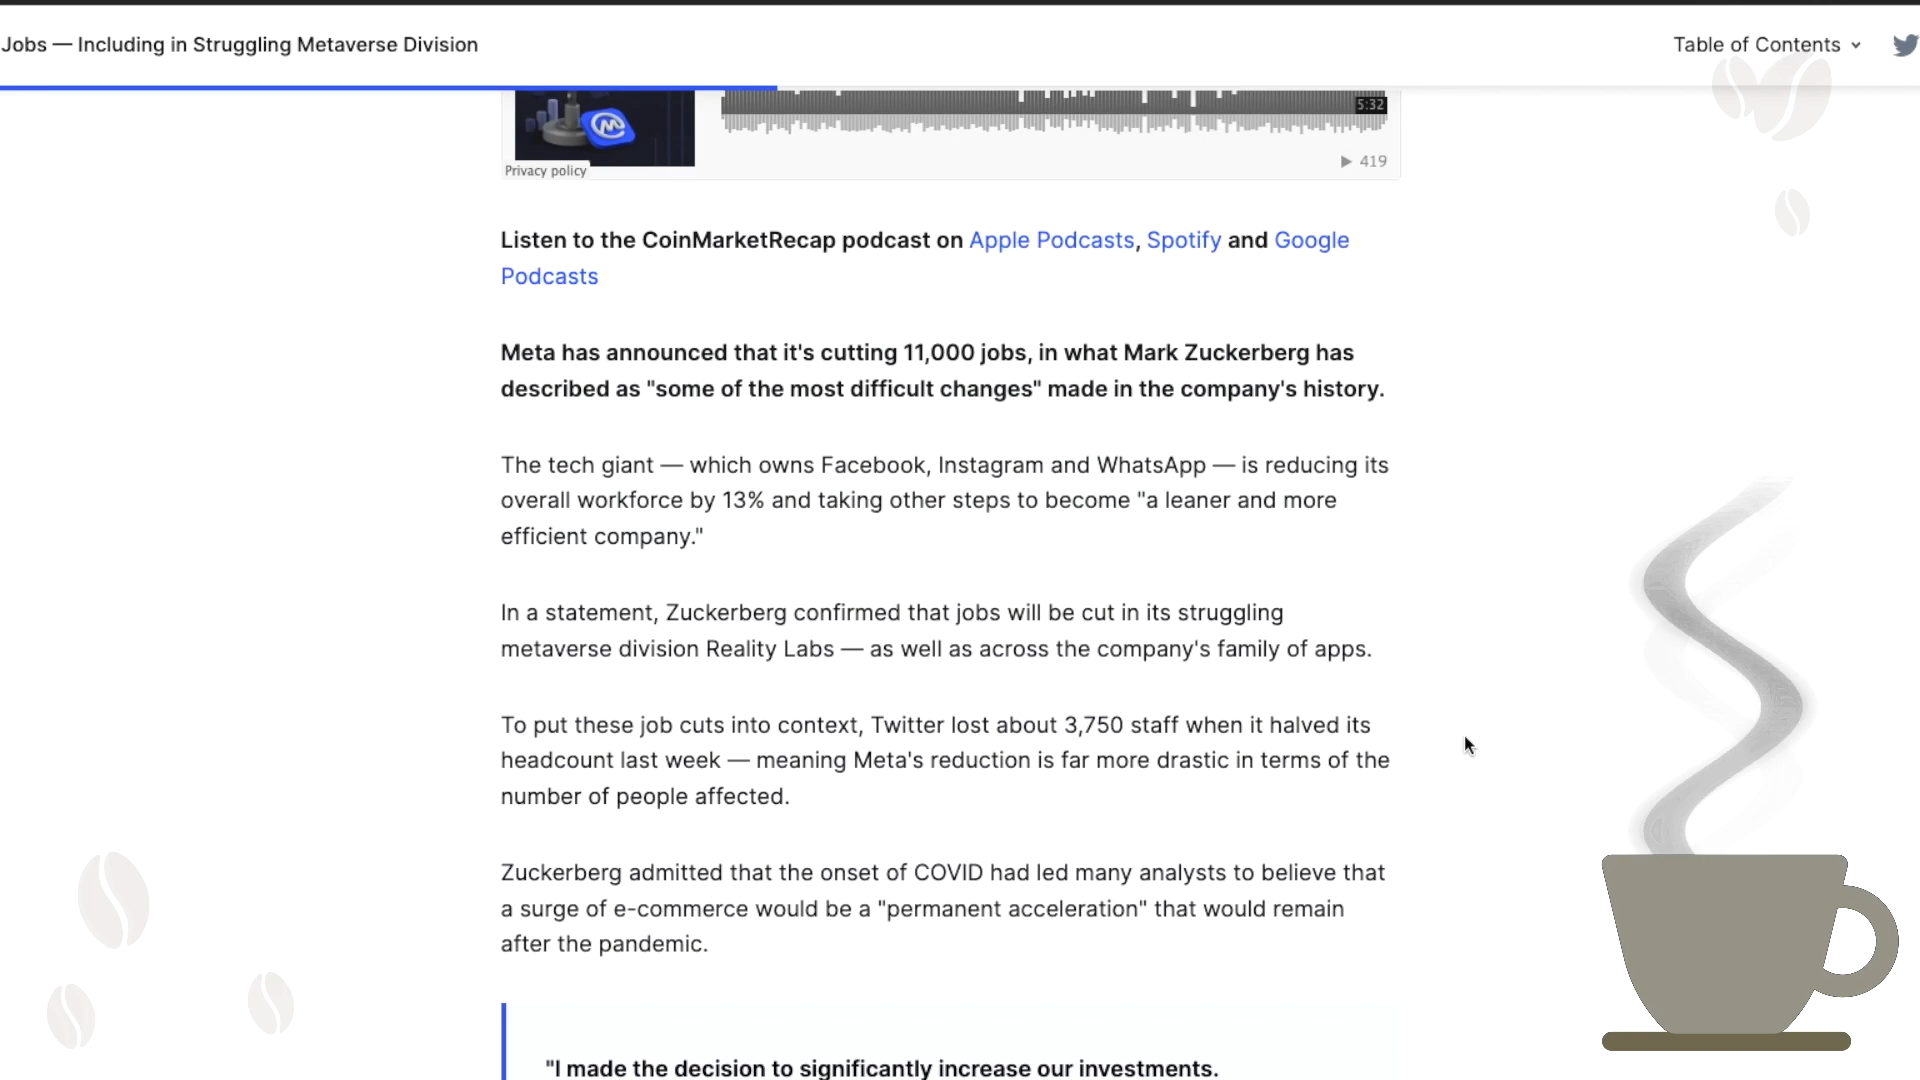 Jobs — Including in Struggling Metaverse Division
Table of Contents
5:32
419
Privacy policy
Listen to the CoinMarketRecap podcast on Apple Podcasts, Spotify and Google
Podcasts
Meta has announced that it's cutting 11,000 jobs, in what Mark Zuckerberg has
described as "some of the most difficult changes" made in the company's history.
The tech giant — which owns Facebook, Instagram and WhatsApp — is reducing its
overall workforce by 13% and taking other steps to become "a leaner and more
efficient company."
In a statement, Zuckerberg confirmed that jobs will be cut in its struggling
metaverse division Reality Labs — as well as across the company's family of apps.
To put these job cuts into context, Twitter lost about 3,750 staff when it halved its
headcount last week — meaning Meta's reduction is far more drastic in terms of the
number of people affected.
Zuckerberg admitted that the onset of COVID had led many analysts to believe that
a surge of e-commerce would be a "permanent acceleration" that would remain
after the pandemic.
"I made the decision to significantly increase our investments.